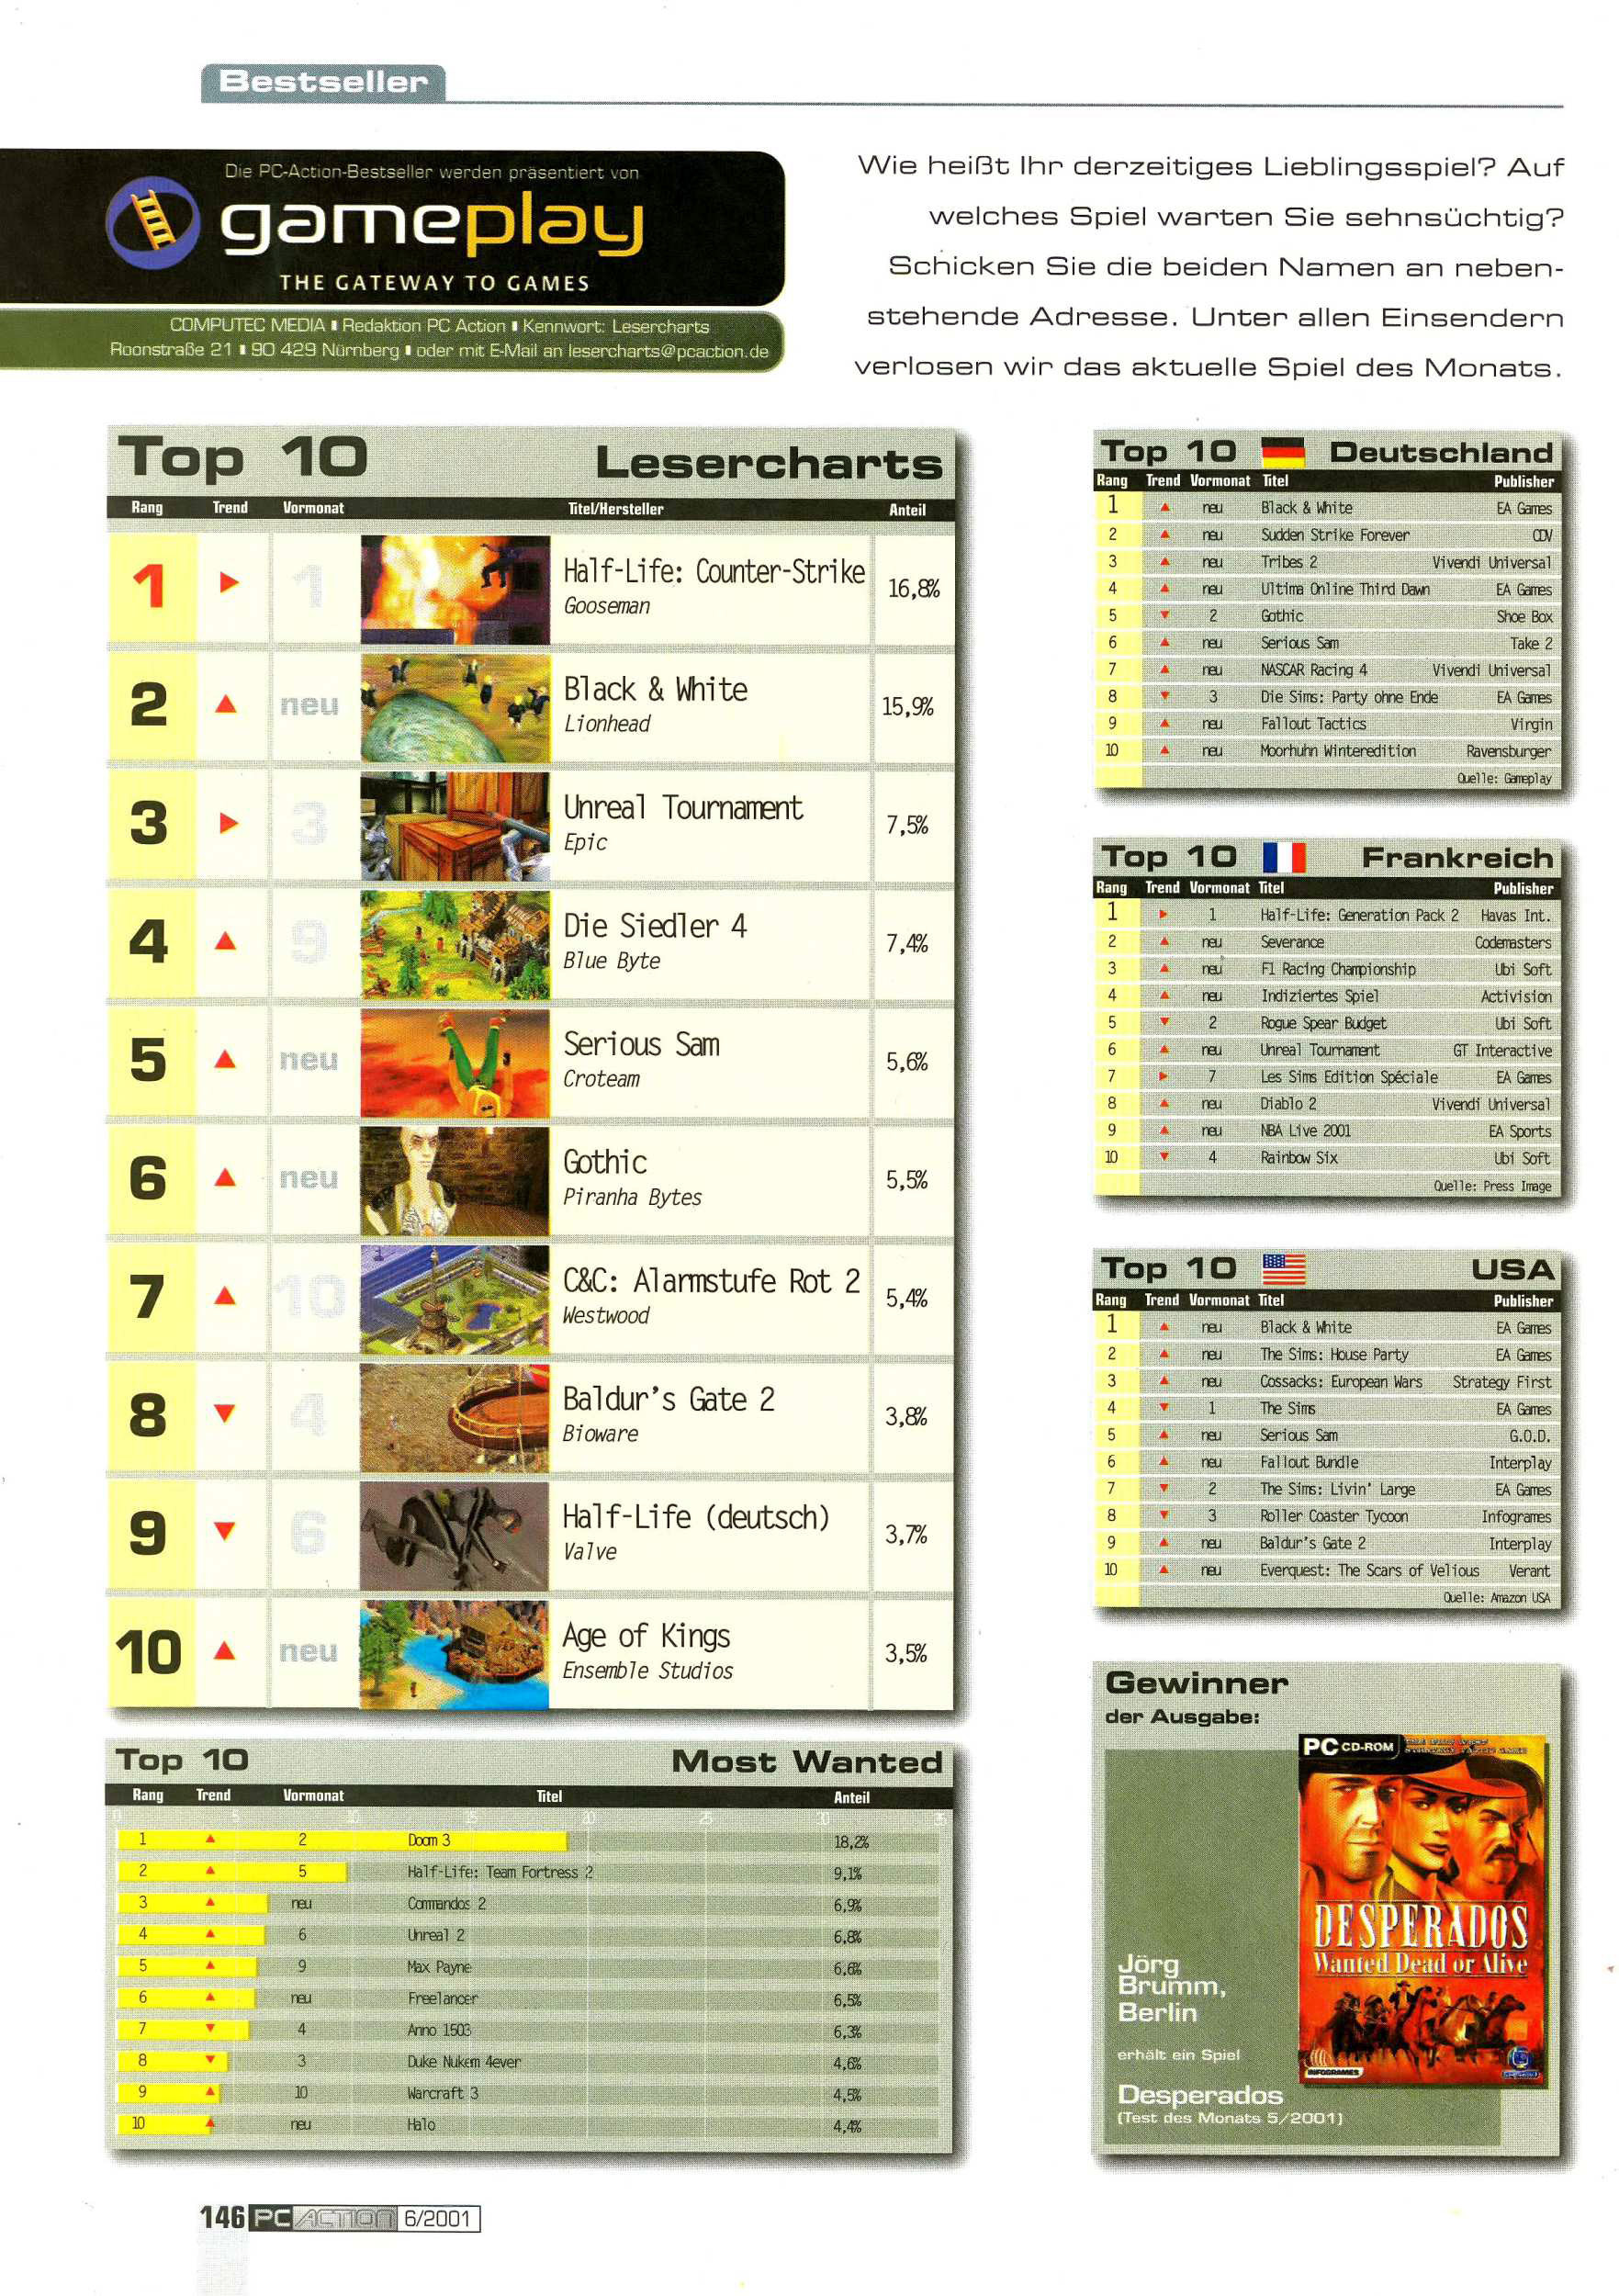 Bestseller
Die PC-Action-Bestseller werden präsentiert von
gameplay
THE GATEWAY TO GAMES
COMPUTEC MEDIA ▮ Redaktion PC Action ▮ Kennwort: Lesercharts
Roonstraße 21 ▮ 90 429 Nürnberg ▮ oder mit E-Mail an lesercharts@pcaction.de
Wie heißt Ihr derzeitiges Lieblingsspiel? Auf
welches Spiel warten Sie sehnsüchtig?
Schicken Sie die beiden Namen an neben-
stehende Adresse. Unter allen Einsendern
verlosen wir das aktuelle Spiel des Monats.
Top 10 Lesercharts
Rang Trend Vormonat Titel/Hersteller Anteil
1 ▶ 1 Half-Life: Counter-Strike 16,8%
Gooseman
2 ▲ neu Black & White 15,9%
Lionhead
3 ▶ 3 Unreal Tournament 7,5%
Epic
4 ▲ 9 Die Siedler 4 7,4%
Blue Byte
5 ▲ neu Serious Sam 5,6%
Croteam
6 ▲ neu Gothic 5,5%
Piranha Bytes
7 ▲ 10 C&C: Alarmstufe Rot 2 5,4%
Westwood
8 ▼ 4 Baldur's Gate 2 3,8%
Bioware
9 ▼ 6 Half-Life (deutsch) 3,7%
Valve
10 ▲ neu Age of Kings 3,5%
Ensemble Studios
Top 10 Most Wanted
Rang Trend Vormonat Titel Anteil
0 5 10 15 20 25 30 35
1 ▲ 2 Doom 3 18,2%
2 ▲ 5 Half-Life: Team Fortress 2 9,1%
3 ▲ neu Commandos 2 6,9%
4 ▲ 6 Unreal 2 6,8%
5 ▲ 9 Max Payne 6,6%
6 ▲ neu Freelancer 6,5%
7 ▼ 4 Anno 1503 6,3%
8 ▼ 3 Duke Nukem 4ever 4,6%
9 ▲ 10 Warcraft 3 4,5%
10 ▲ neu Halo 4,4%
Top 10 Deutschland
Rang Trend Vormonat Titel Publisher
1 ▲ neu Black & White EA Games
2 ▲ neu Sudden Strike Forever CDV
3 ▲ neu Tribes 2 Vivendi Universal
4 ▲ neu Ultima Online Third Dawn EA Games
5 ▼ 2 Gothic Shoe Box
6 ▲ neu Serious Sam Take 2
7 ▲ neu NASCAR Racing 4 Vivendi Universal
8 ▼ 3 Die Sims: Party ohne Ende EA Games
9 ▲ neu Fallout Tactics Virgin
10 ▲ neu Moorhuhn Winteredition Ravensburger
Quelle: Gameplay
Top 10 Frankreich
Rang Trend Vormonat Titel Publisher
1 ▶ 1 Half-Life: Generation Pack 2 Havas Int.
2 ▲ neu Severance Codemasters
3 ▲ neu F1 Racing Championship Ubi Soft
4 ▲ neu Indiziertes Spiel Activision
5 ▼ 2 Rogue Spear Budget Ubi Soft
6 ▲ neu Unreal Tournament GT Interactive
7 ▶ 7 Les Sims Edition Spéciale EA Games
8 ▲ neu Diablo 2 Vivendi Universal
9 ▲ neu NBA Live 2001 EA Sports
10 ▼ 4 Rainbow Six Ubi Soft
Quelle: Press Image
Top 10 USA
Rang Trend Vormonat Titel Publisher
1 ▲ neu Black & White EA Games
2 ▲ neu The Sims: House Party EA Games
3 ▲ neu Cossacks: European Wars Strategy First
4 ▼ 1 The Sims EA Games
5 ▲ neu Serious Sam G.O.D.
6 ▲ neu Fallout Bundle Interplay
7 ▼ 2 The Sims: Livin' Large EA Games
8 ▼ 3 Roller Coaster Tycoon Infogrames
9 ▲ neu Baldur's Gate 2 Interplay
10 ▲ neu Everquest: The Scars of Velious Verant
Quelle: Amazon USA
Gewinner
der Ausgabe:
PC CD-ROM
DESPERADOS
Wanted Dead or Alive
INFOGRAMES
Jörg
Brumm,
Berlin
erhält ein Spiel
Desperados
(Test des Monats 5/2001)
146 PC ACTION 6/2001